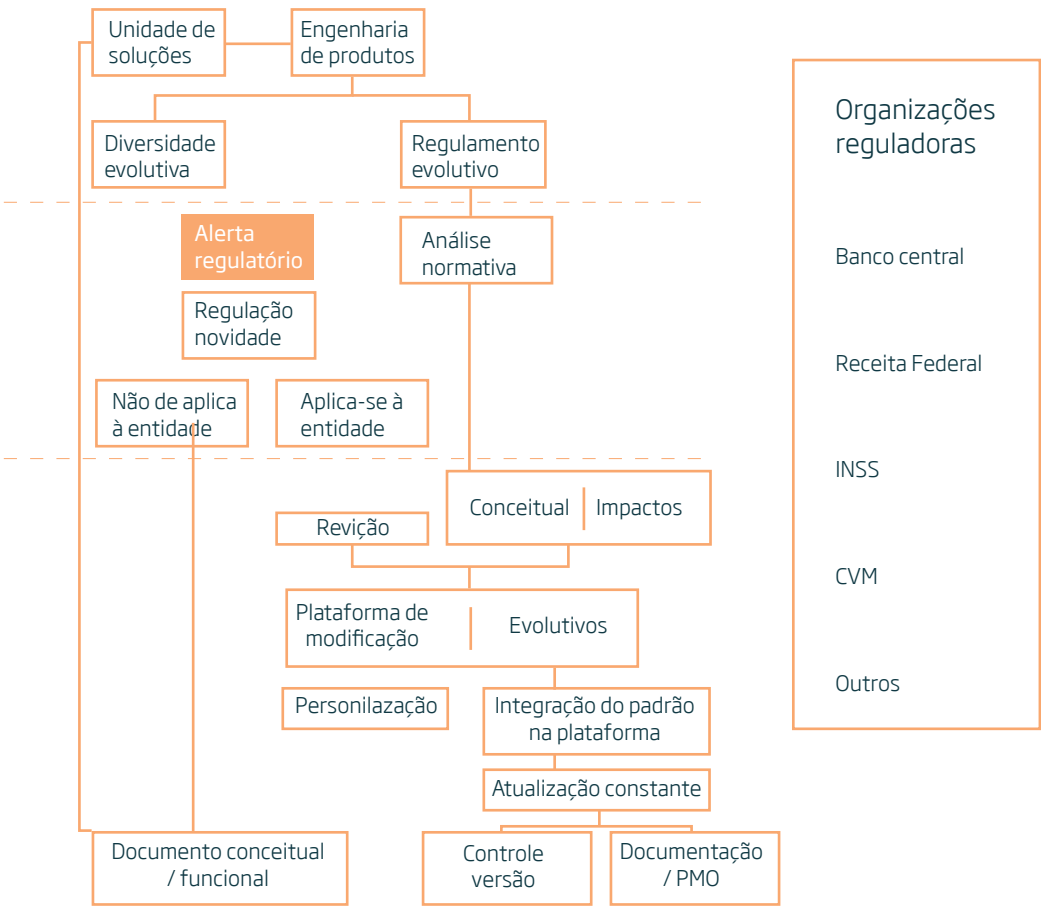 Unidade de
soluções
Engenharia
de produtos
Diversidade
evolutiva
Regulamento
evolutivo
Alerta
regulatório
Análise
normativa
Regulação
novidade
Não de aplica
à entidade
Aplica-se à
entidade
Conceitual
Impactos
Revição
Plataforma de
modificação
Evolutivos
Personilazação
Integração do padrão
na plataforma
Atualização constante
Documento conceitual
/ funcional
Controle
versão
Documentação
/ PMO
Organizações
reguladoras
Banco central
Receita Federal
INSS
CVM
Outros